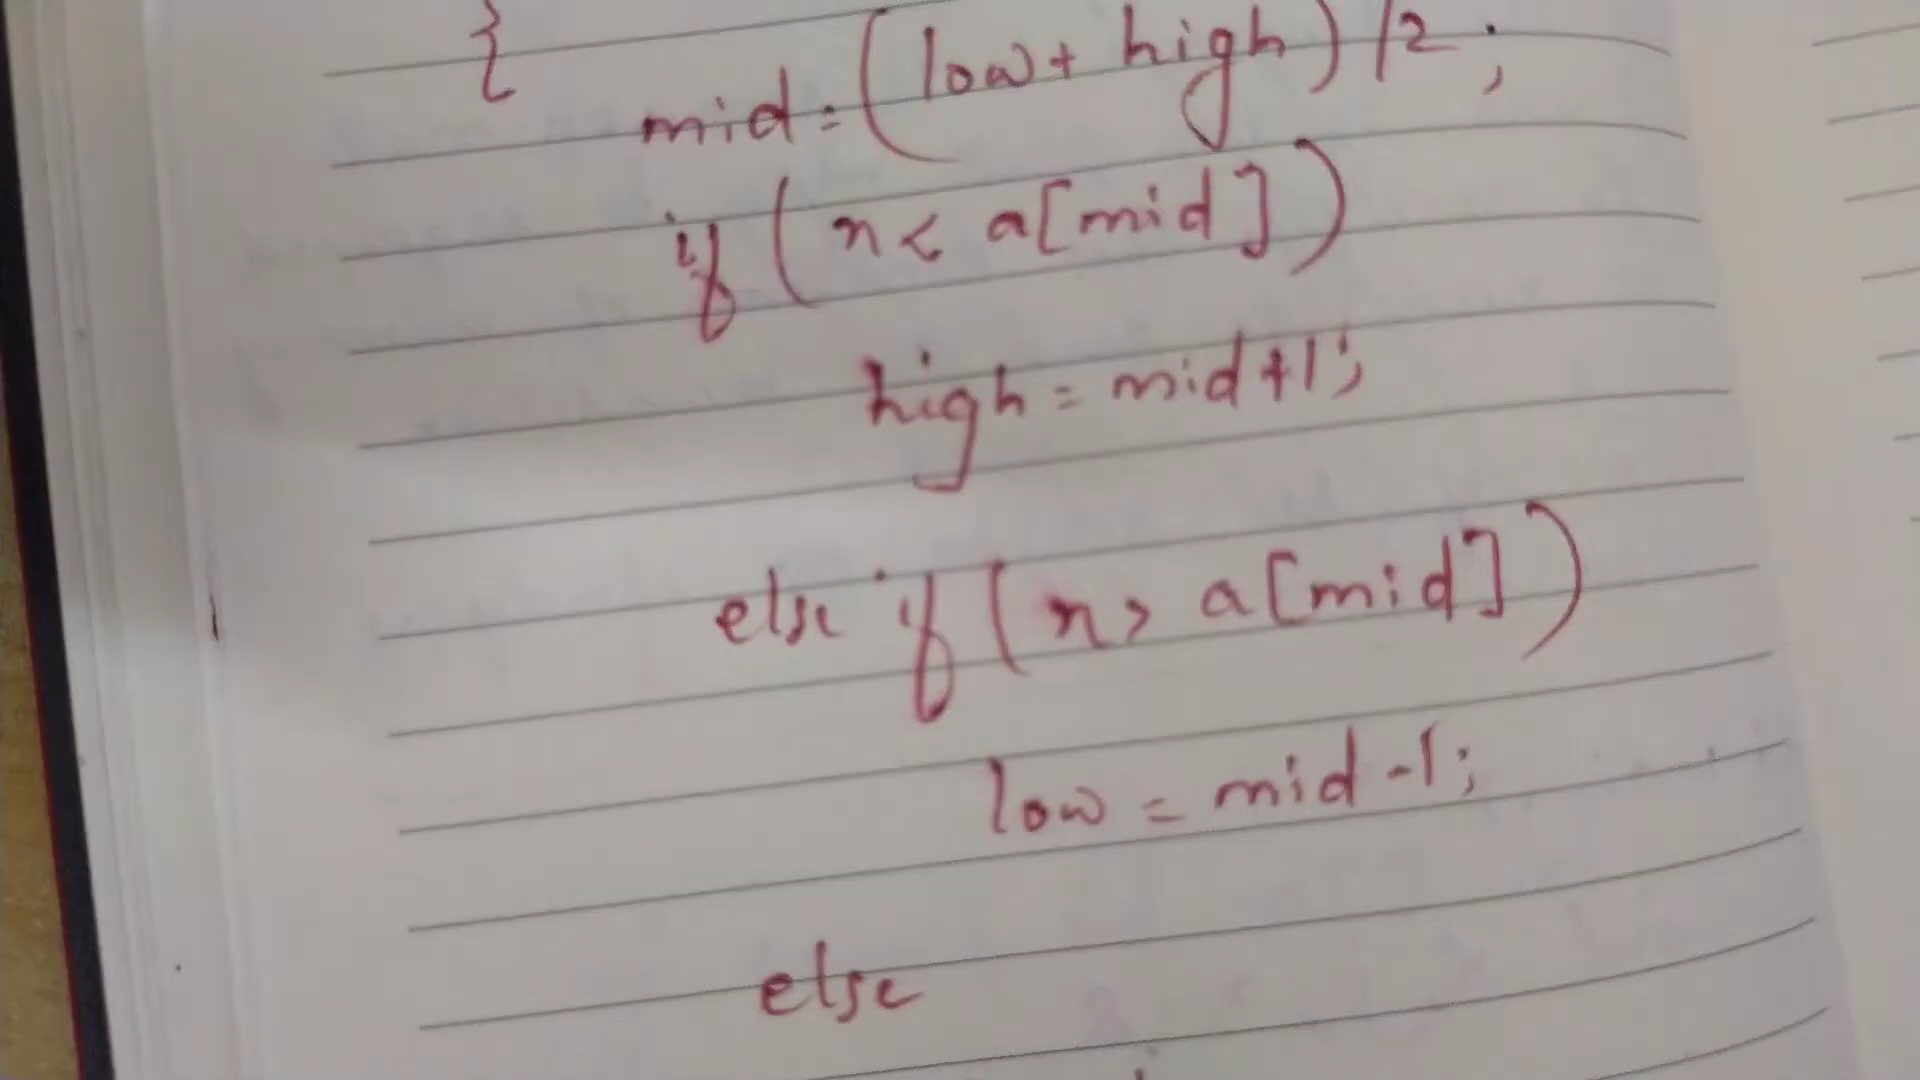 {
mid = (low + high) / 2;
if (n < a[mid])
high = mid + 1;
else if (n > a[mid])
low = mid - 1;
else